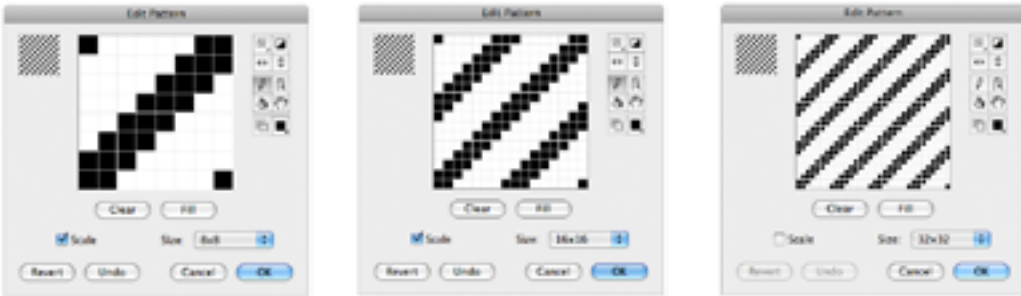 Edit Pattern
Clear Fill
Scale Size: 8x8
Revert Undo Cancel OK
Edit Pattern
Clear Fill
Scale Size: 16x16
Revert Undo Cancel OK
Edit Pattern
Clear Fill
Scale Size: 32x32
Revert Undo Cancel OK